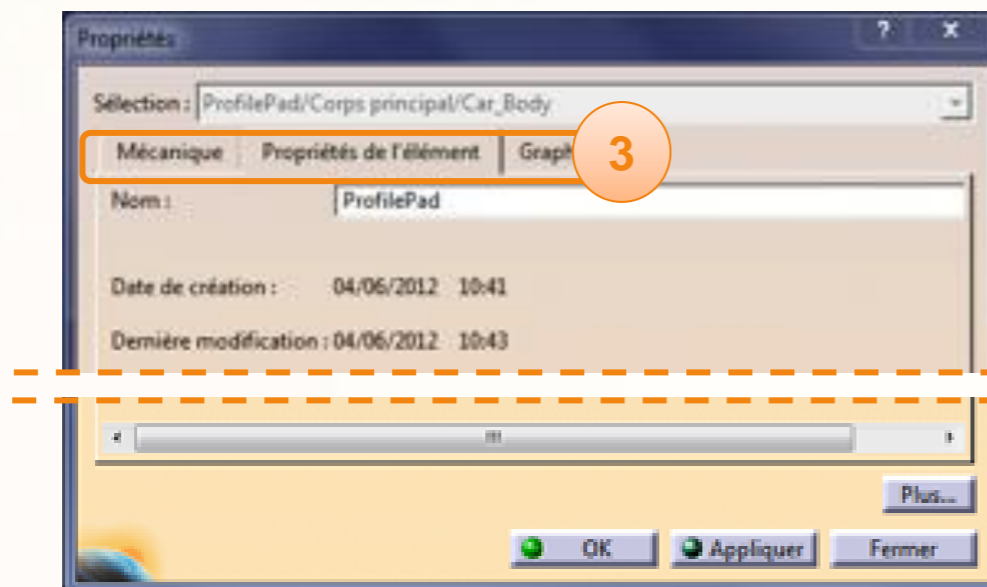 Propriétés
? x
Sélection : ProfilePad/Corps principal/Car_Body
Mécanique Propriétés de l'élément Graph
3
Nom : ProfilePad
Date de création : 04/06/2012 10:41
Dernière modification : 04/06/2012 10:43
Plus...
OK Appliquer Fermer